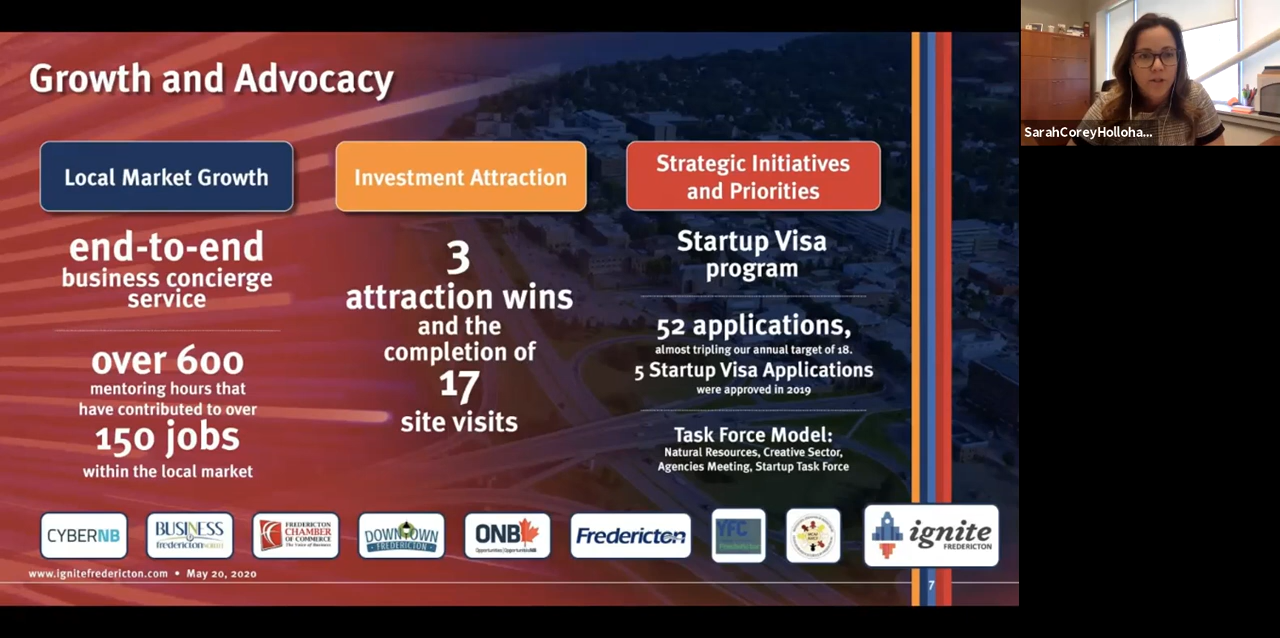 Growth and Advocacy
Local Market Growth
end-to-end
business concierge
service
over 600
mentoring hours that
have contributed to over
150 jobs
within the local market
Investment Attraction
3
attraction wins
and the
completion of
17
site visits
Strategic Initiatives
and Priorities
Startup Visa
program
52 applications,
almost tripling our annual target of 18.
5 Startup Visa Applications
were approved in 2019
Task Force Model:
Natural Resources, Creative Sector,
Agencies Meeting, Startup Task Force
CYBERNB
BUSINESS
fredericton
FREDERICTON
CHAMBER
OF COMMERCE
The Voice of Business
DOWNTOWN
FREDERICTON
ONB
Fredericton
YFC
Fredericton
ignite
FREDERICTON
www.ignitefredericton.com • May 20, 2020
7
SarahCoreyHolloha...